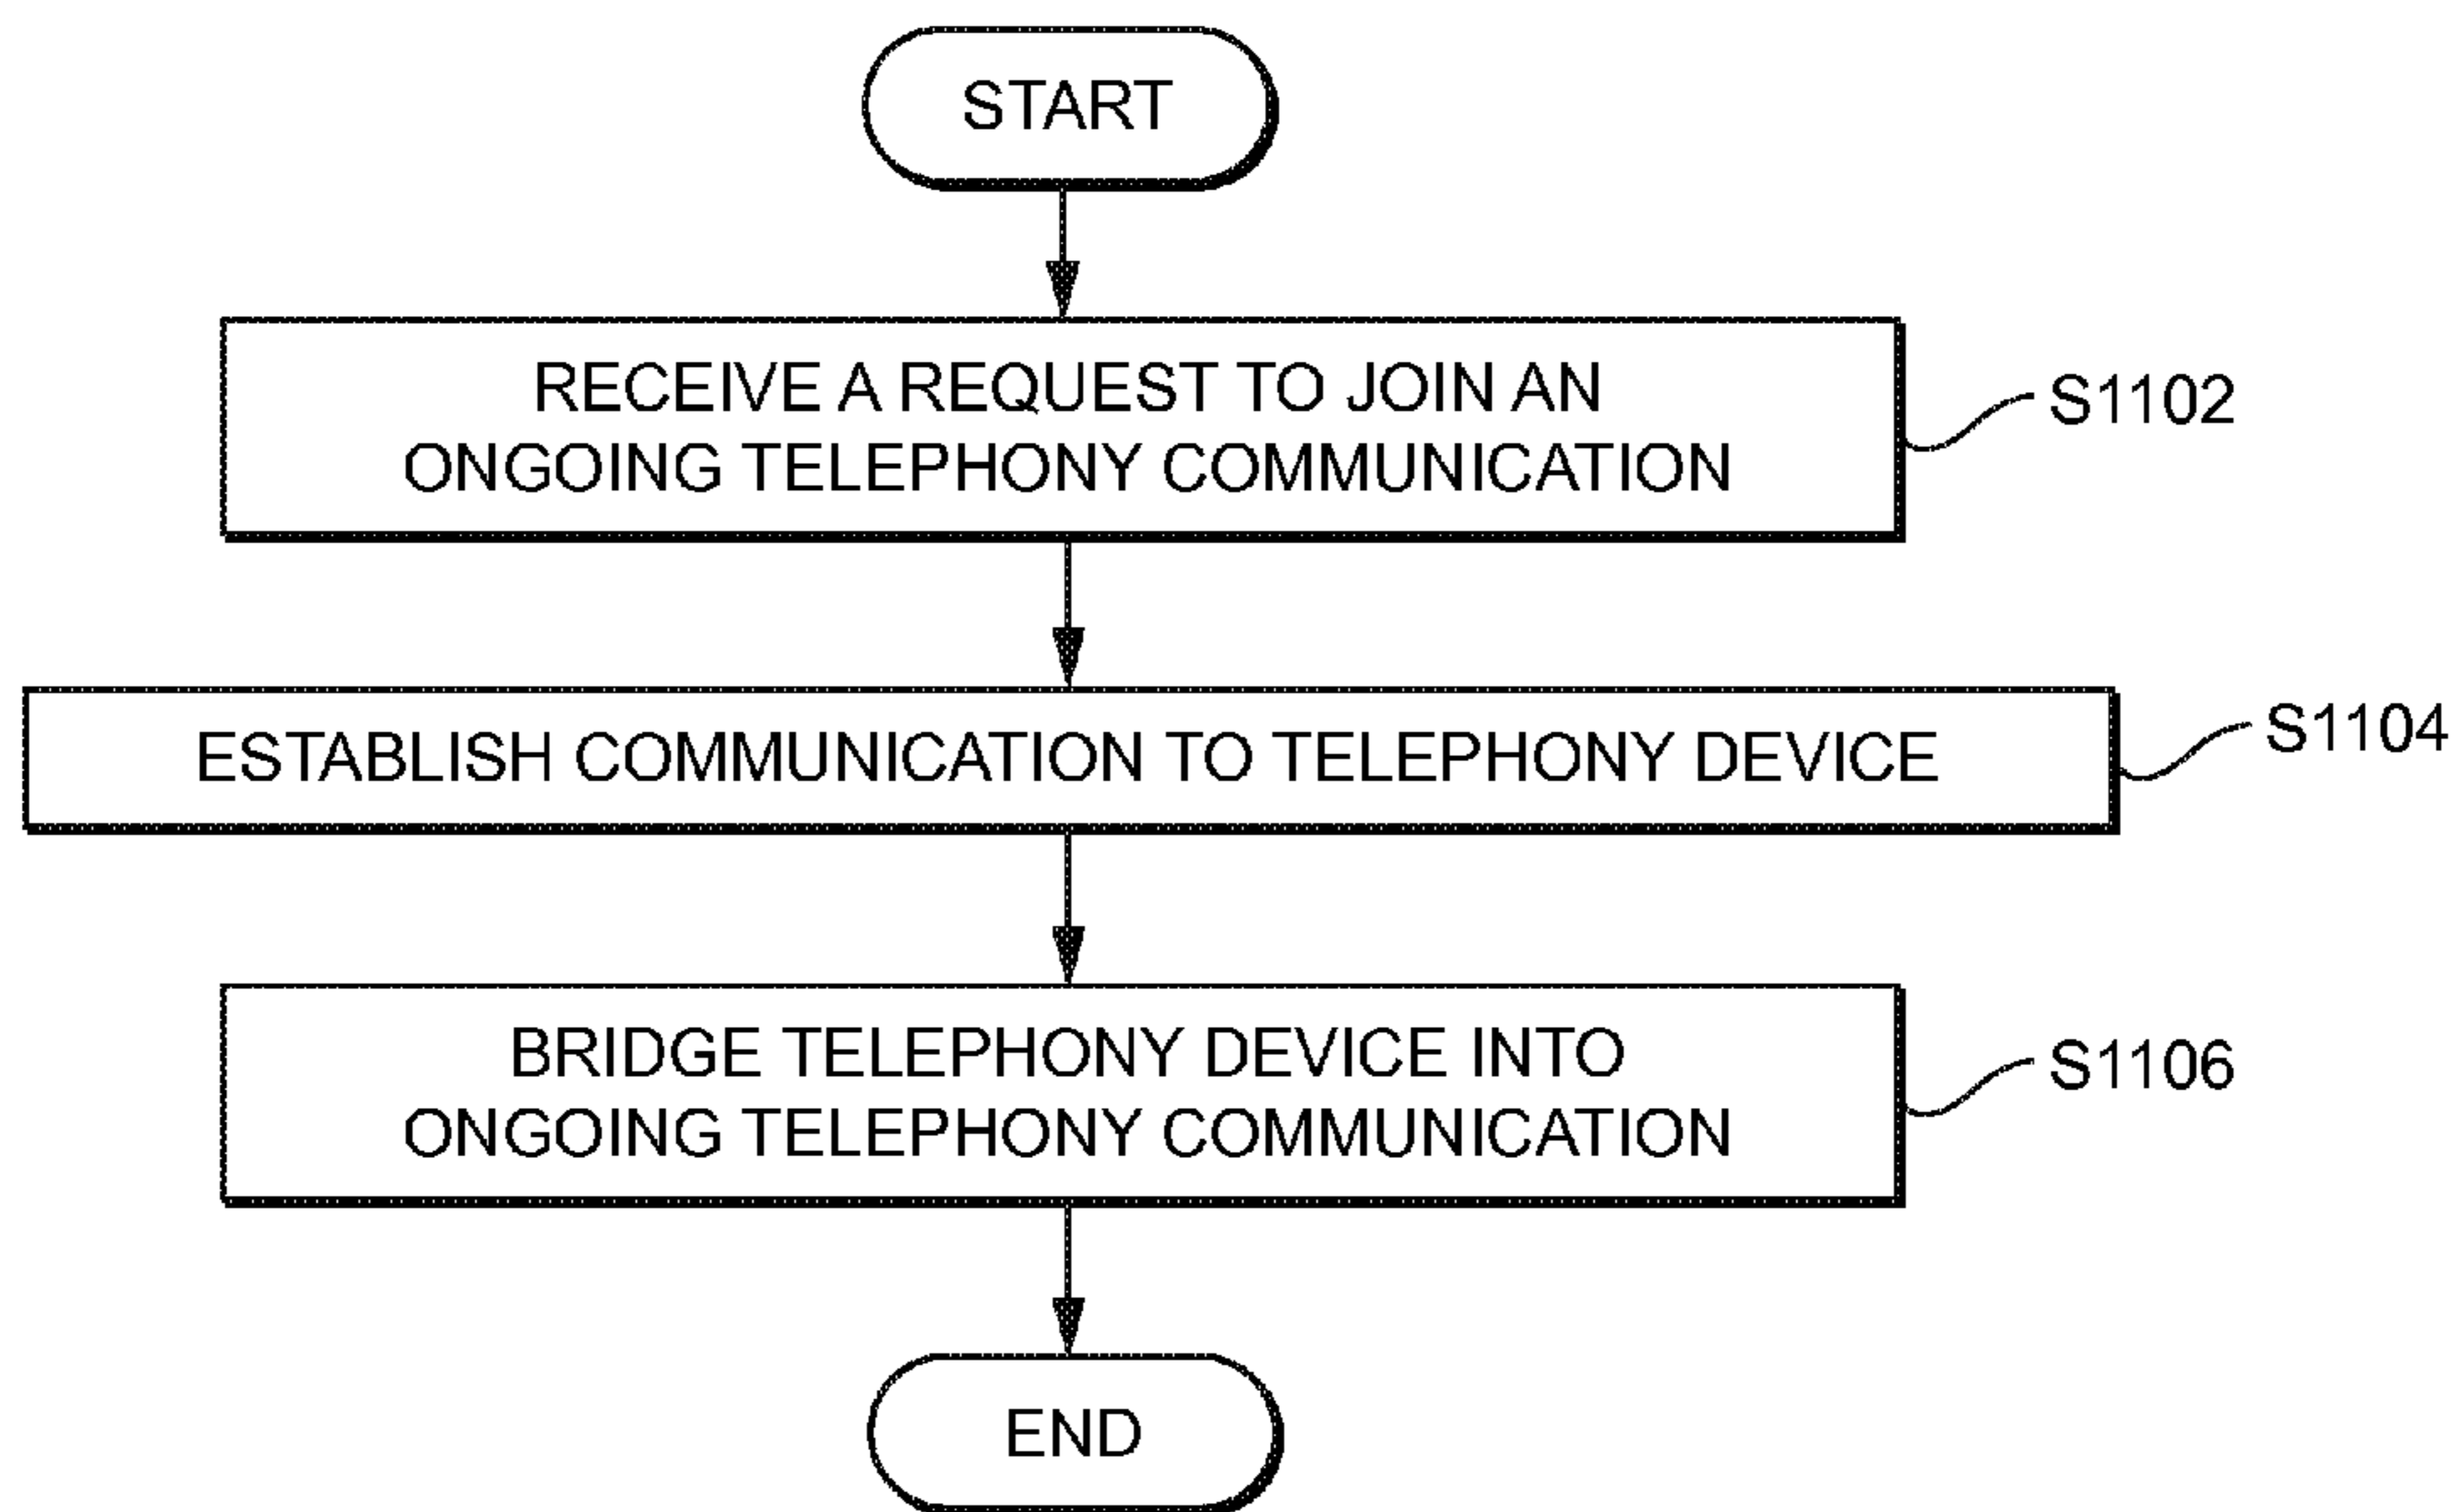 START
RECEIVE A REQUEST TO JOIN AN
ONGOING TELEPHONY COMMUNICATION
S1102
ESTABLISH COMMUNICATION TO TELEPHONY DEVICE
S1104
BRIDGE TELEPHONY DEVICE INTO
ONGOING TELEPHONY COMMUNICATION
S1106
END